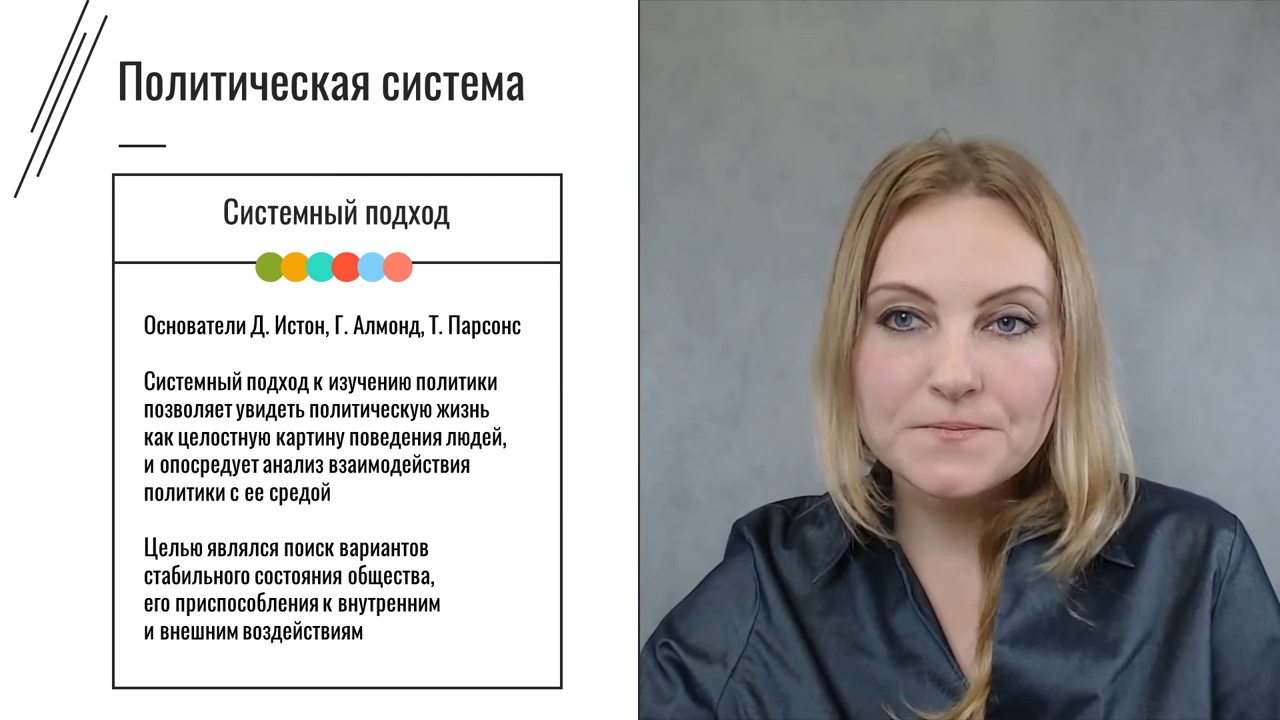 Политическая система
Системный подход
Основатели Д. Истон, Г. Алмонд, Т. Парсонс
Системный подход к изучению политики
позволяет увидеть политическую жизнь
как целостную картину поведения людей,
и опосредует анализ взаимодействия
политики с ее средой
Целью являлся поиск вариантов
стабильного состояния общества,
его приспособления к внутренним
и внешним воздействиям